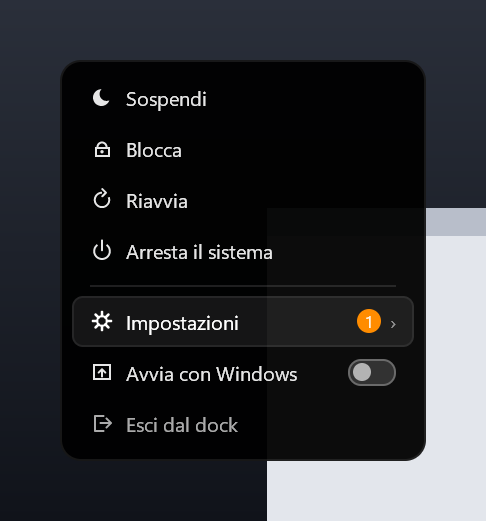 Sospendi
Blocca
Riavvia
Arresta il sistema
Impostazioni 1 ›
Avvia con Windows
Esci dal dock